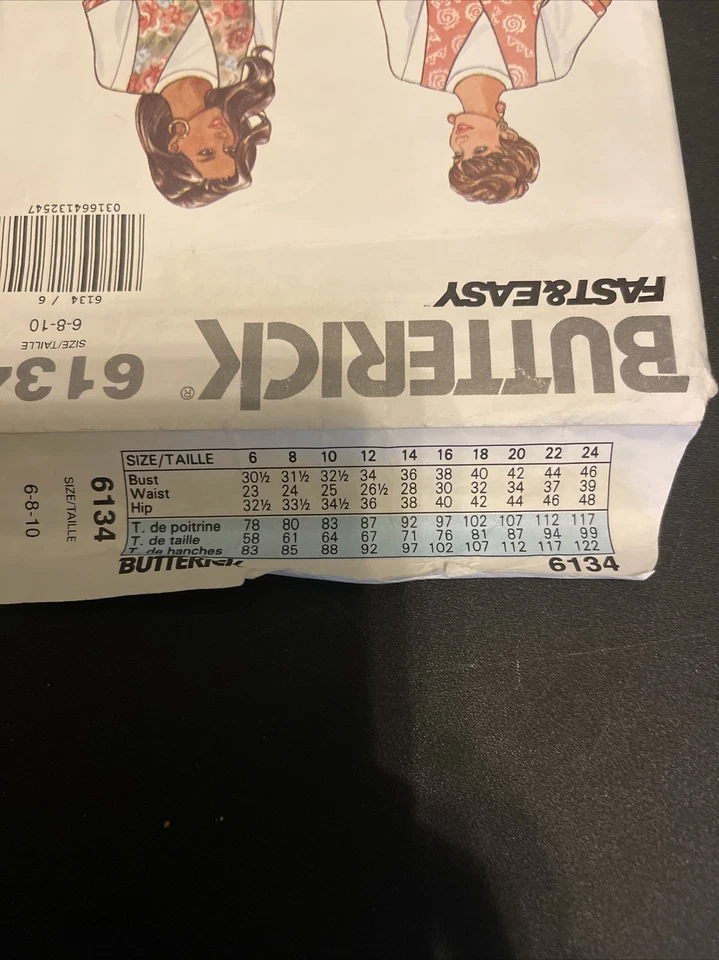 FAST&EASY™
BUTTERICK®
613
SIZE/TAILLE
6-8-10
6134 / 6
031664132547
6134
SIZE/TAILLE
6-8-10
SIZE/TAILLE 6 8 10 12 14 16 18 20 22 24
Bust 30½ 31½ 32½ 34 36 38 40 42 44 46
Waist 23 24 25 26½ 28 30 32 34 37 39
Hip 32½ 33½ 34½ 36 38 40 42 44 46 48
T. de poitrine 78 80 83 87 92 97 102 107 112 117
T. de taille 58 61 64 67 71 76 81 87 94 99
T. de hanches 83 85 88 92 97 102 107 112 117 122
BUTTERICK 6134